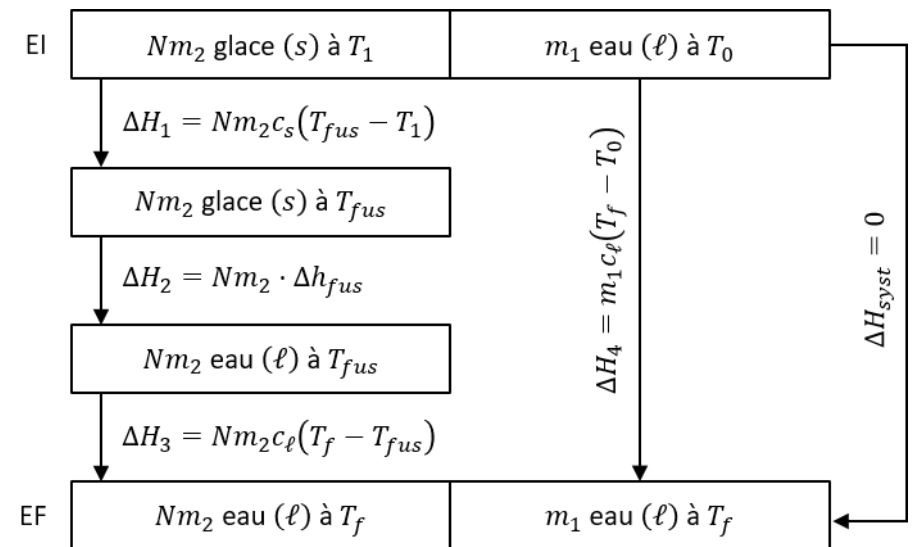 EI
Nm₂ glace (s) à T₁
m₁ eau (ℓ) à T₀
ΔH₁ = Nm₂cₛ(T_fus − T₁)
Nm₂ glace (s) à T_fus
ΔH₂ = Nm₂ · Δh_fus
Nm₂ eau (ℓ) à T_fus
ΔH₃ = Nm₂c_ℓ(T_f − T_fus)
ΔH₄ = m₁c_ℓ(T_f − T₀)
ΔH_syst = 0
EF
Nm₂ eau (ℓ) à T_f
m₁ eau (ℓ) à T_f